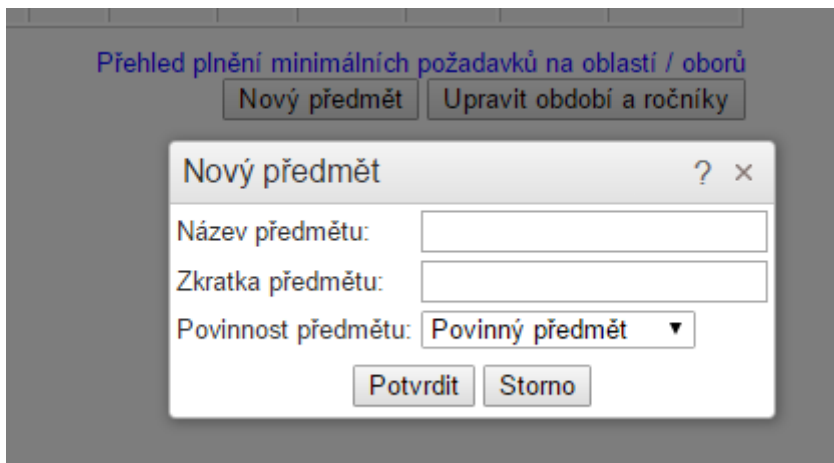 Přehled plnění minimálních požadavků na oblastí / oborů
Nový předmět Upravit období a ročníky
Nový předmět ? ×
Název předmětu:
Zkratka předmětu:
Povinnost předmětu: Povinný předmět ▼
Potvrdit Storno